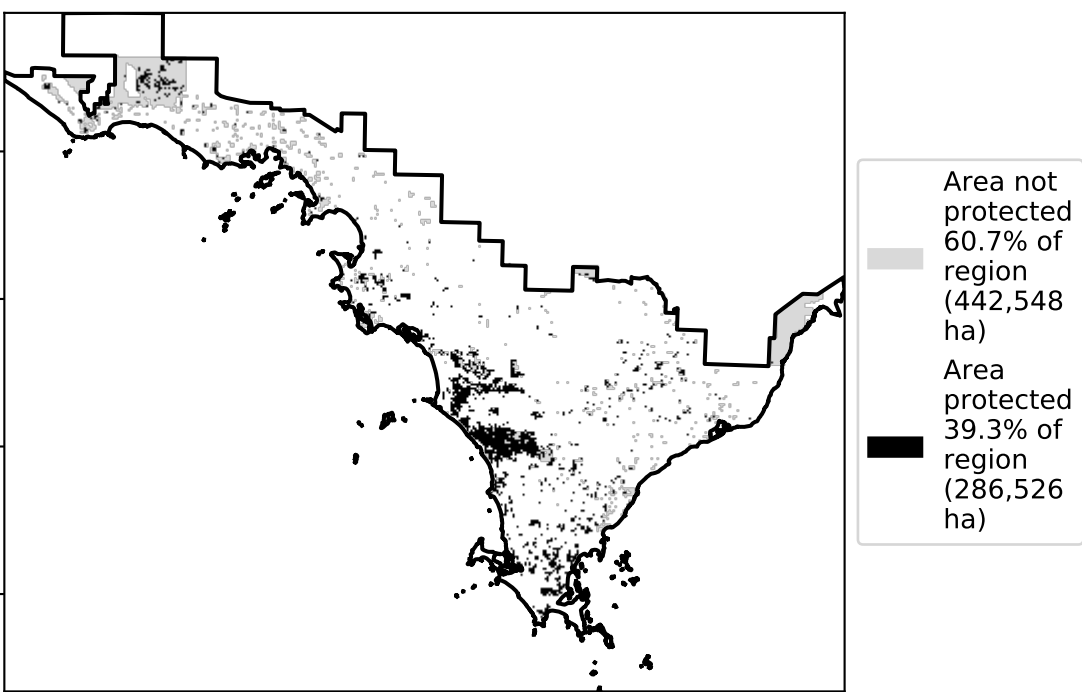 Area not
protected
60.7% of
region
(442,548
ha)
Area
protected
39.3% of
region
(286,526
ha)